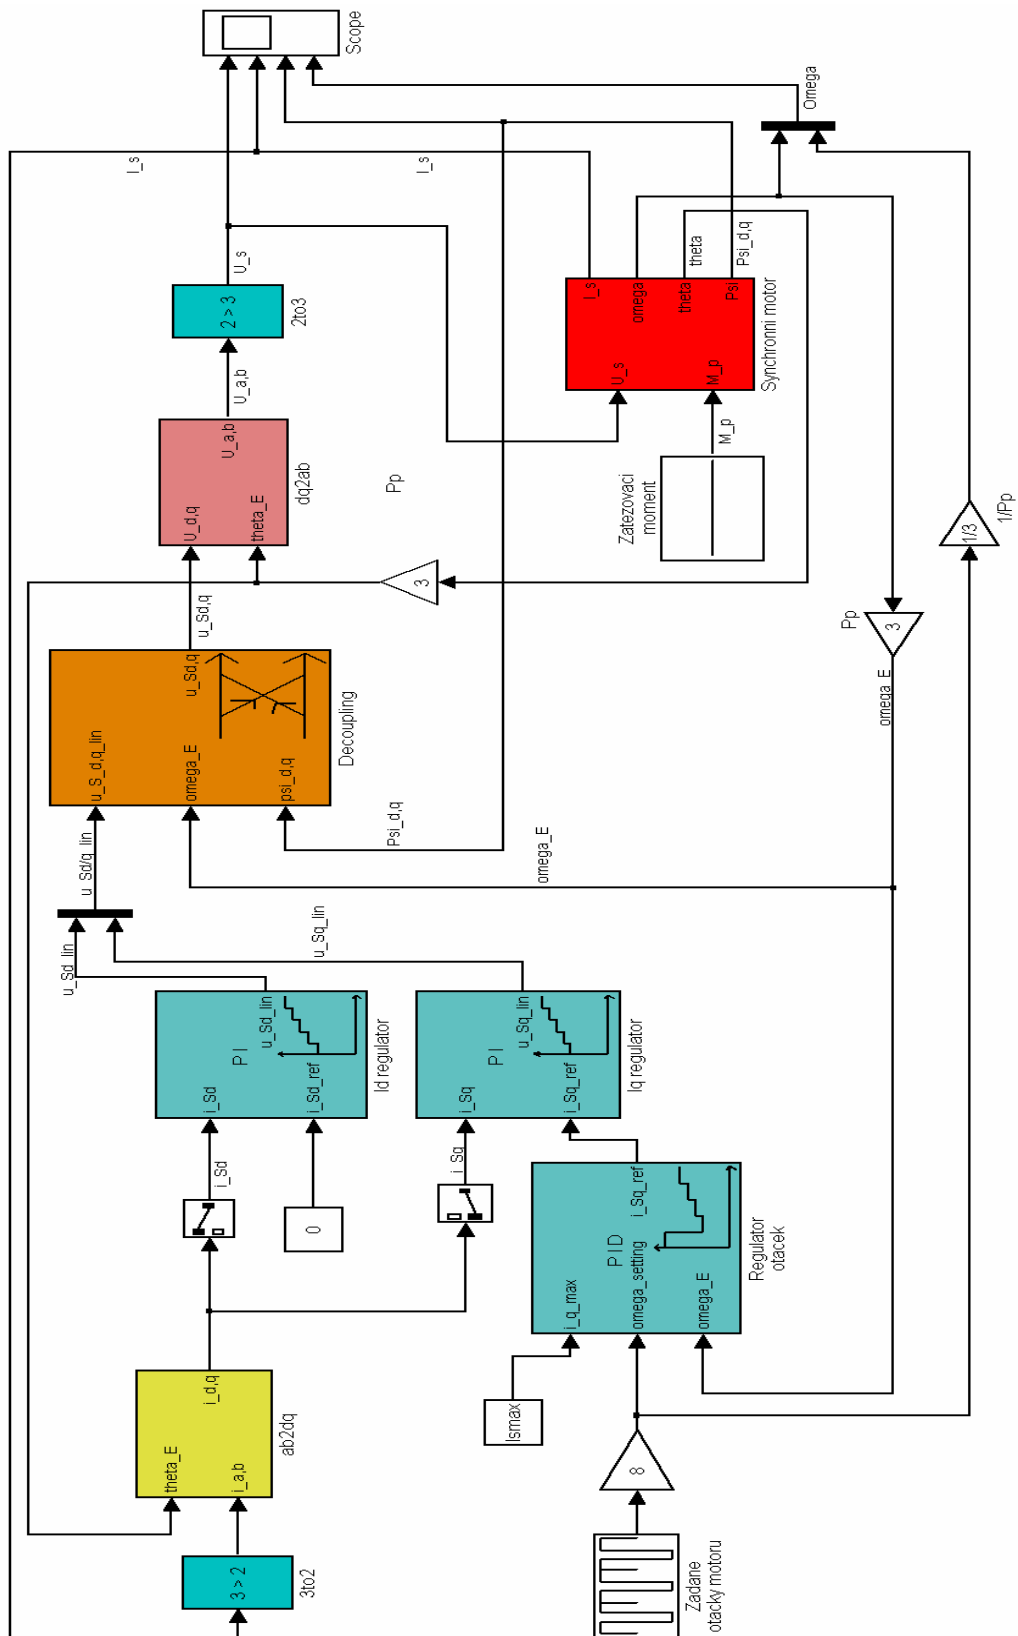 I_s
I_s
3 > 2
3to2
theta_E
i_a,b
i_d,q
ab2dq
i_Sd
i_Sd
i_Sd_ref
PI
u_Sd_lin
Id regulator
0
u_Sd_lin
u_Sq_lin
u_Sd/q_lin
u_S_d,q_lin
omega_E
psi_d,q
u_Sd,q
Decoupling
u_Sd,q
U_d,q
theta_E
U_a,b
dq2ab
U_a,b
2 > 3
2to3
U_s
Scope
Psi_d,q
3
Pp
i_Sq
i_Sq
i_Sq_ref
PI
u_Sq_lin
Iq regulator
omega_E
Ismax
i_q_max
omega_setting
omega_E
PID
i_Sq_ref
Regulator
otacek
8
Zadane
otacky motoru
Zatezovaci
moment
M_p
U_s
M_p
I_s
omega
theta
Psi
Synchronni motor
theta
Psi_d,q
Omega
omega_E
3
Pp
1/3
1/Pp